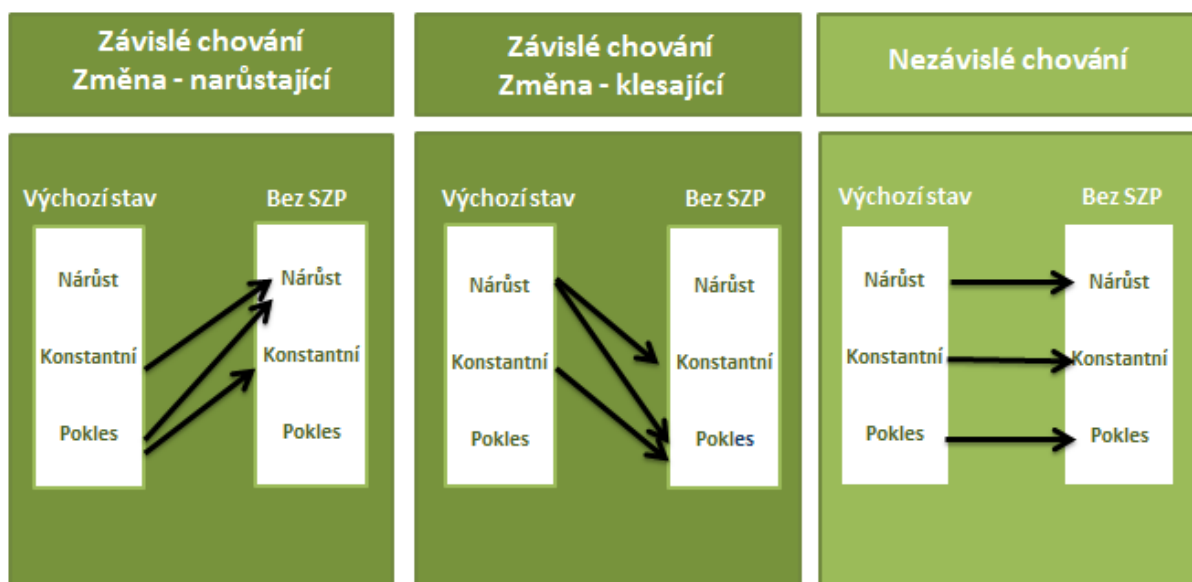 Závislé chování
Změna - narůstající
Výchozí stav
Bez SZP
Nárůst
Konstantní
Pokles
Nárůst
Konstantní
Pokles
Závislé chování
Změna - klesající
Výchozí stav
Bez SZP
Nárůst
Konstantní
Pokles
Nárůst
Konstantní
Pokles
Nezávislé chování
Výchozí stav
Bez SZP
Nárůst
Konstantní
Pokles
Nárůst
Konstantní
Pokles